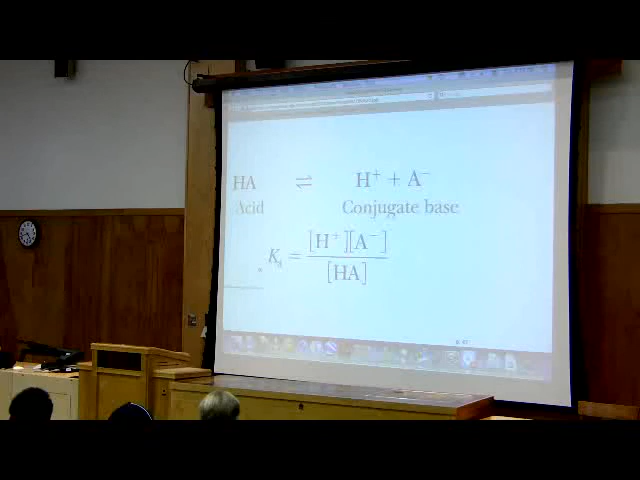 HA ⇌ H⁺ + A⁻
Acid Conjugate base
Kₐ = [H⁺][A⁻] / [HA]